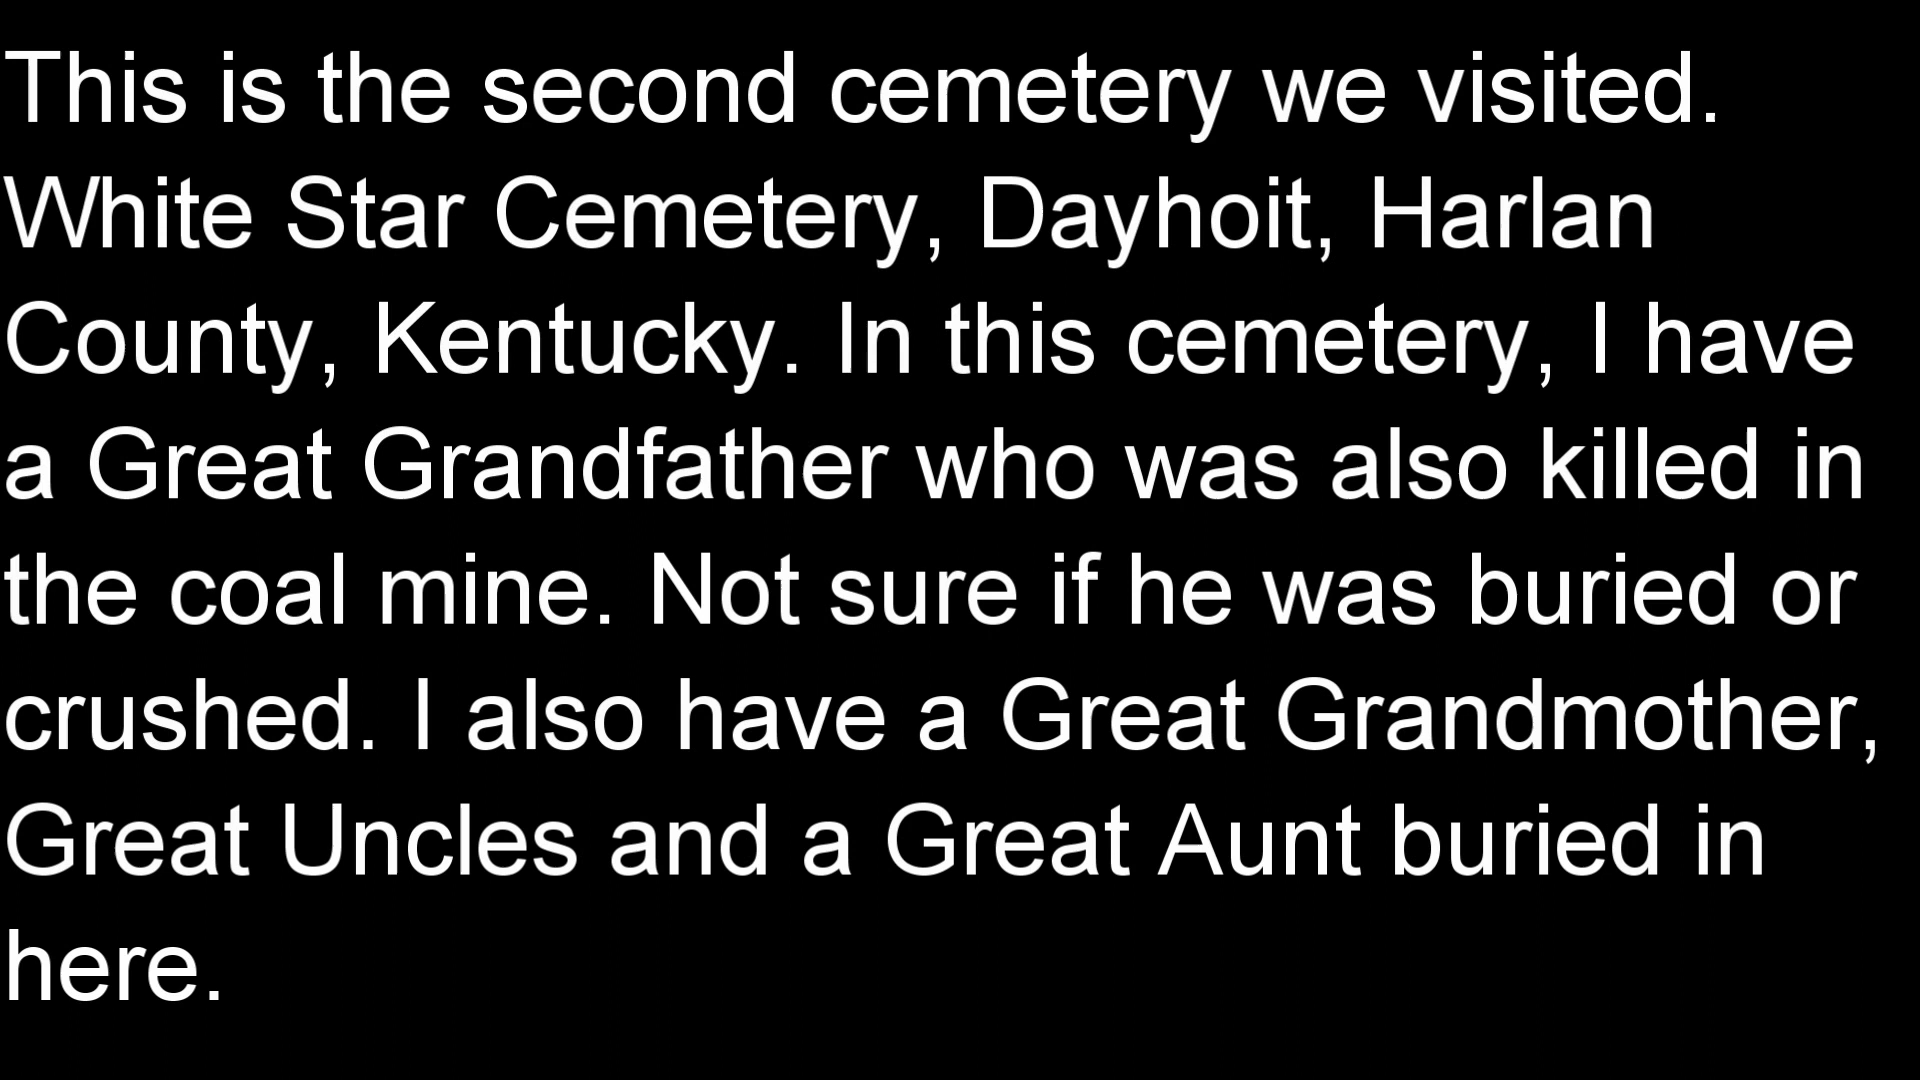 This is the second cemetery we visited.
White Star Cemetery, Dayhoit, Harlan
County, Kentucky. In this cemetery, I have
a Great Grandfather who was also killed in
the coal mine. Not sure if he was buried or
crushed. I also have a Great Grandmother,
Great Uncles and a Great Aunt buried in
here.